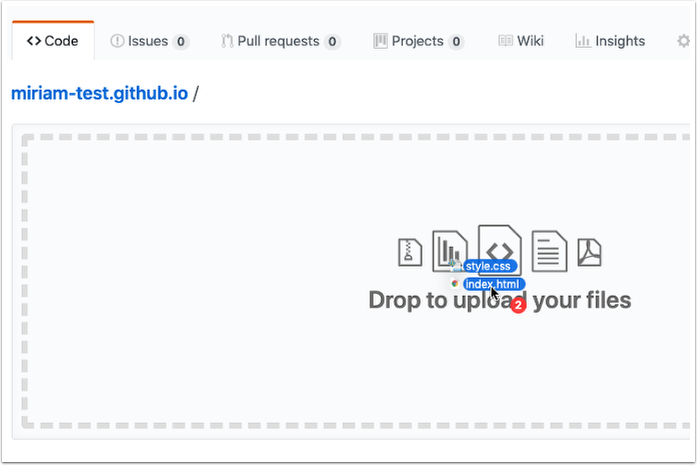 <> Code Issues 0 Pull requests 0 Projects 0 Wiki Insights
miriam-test.github.io /
style.css
index.html
Drop to upload your files
2